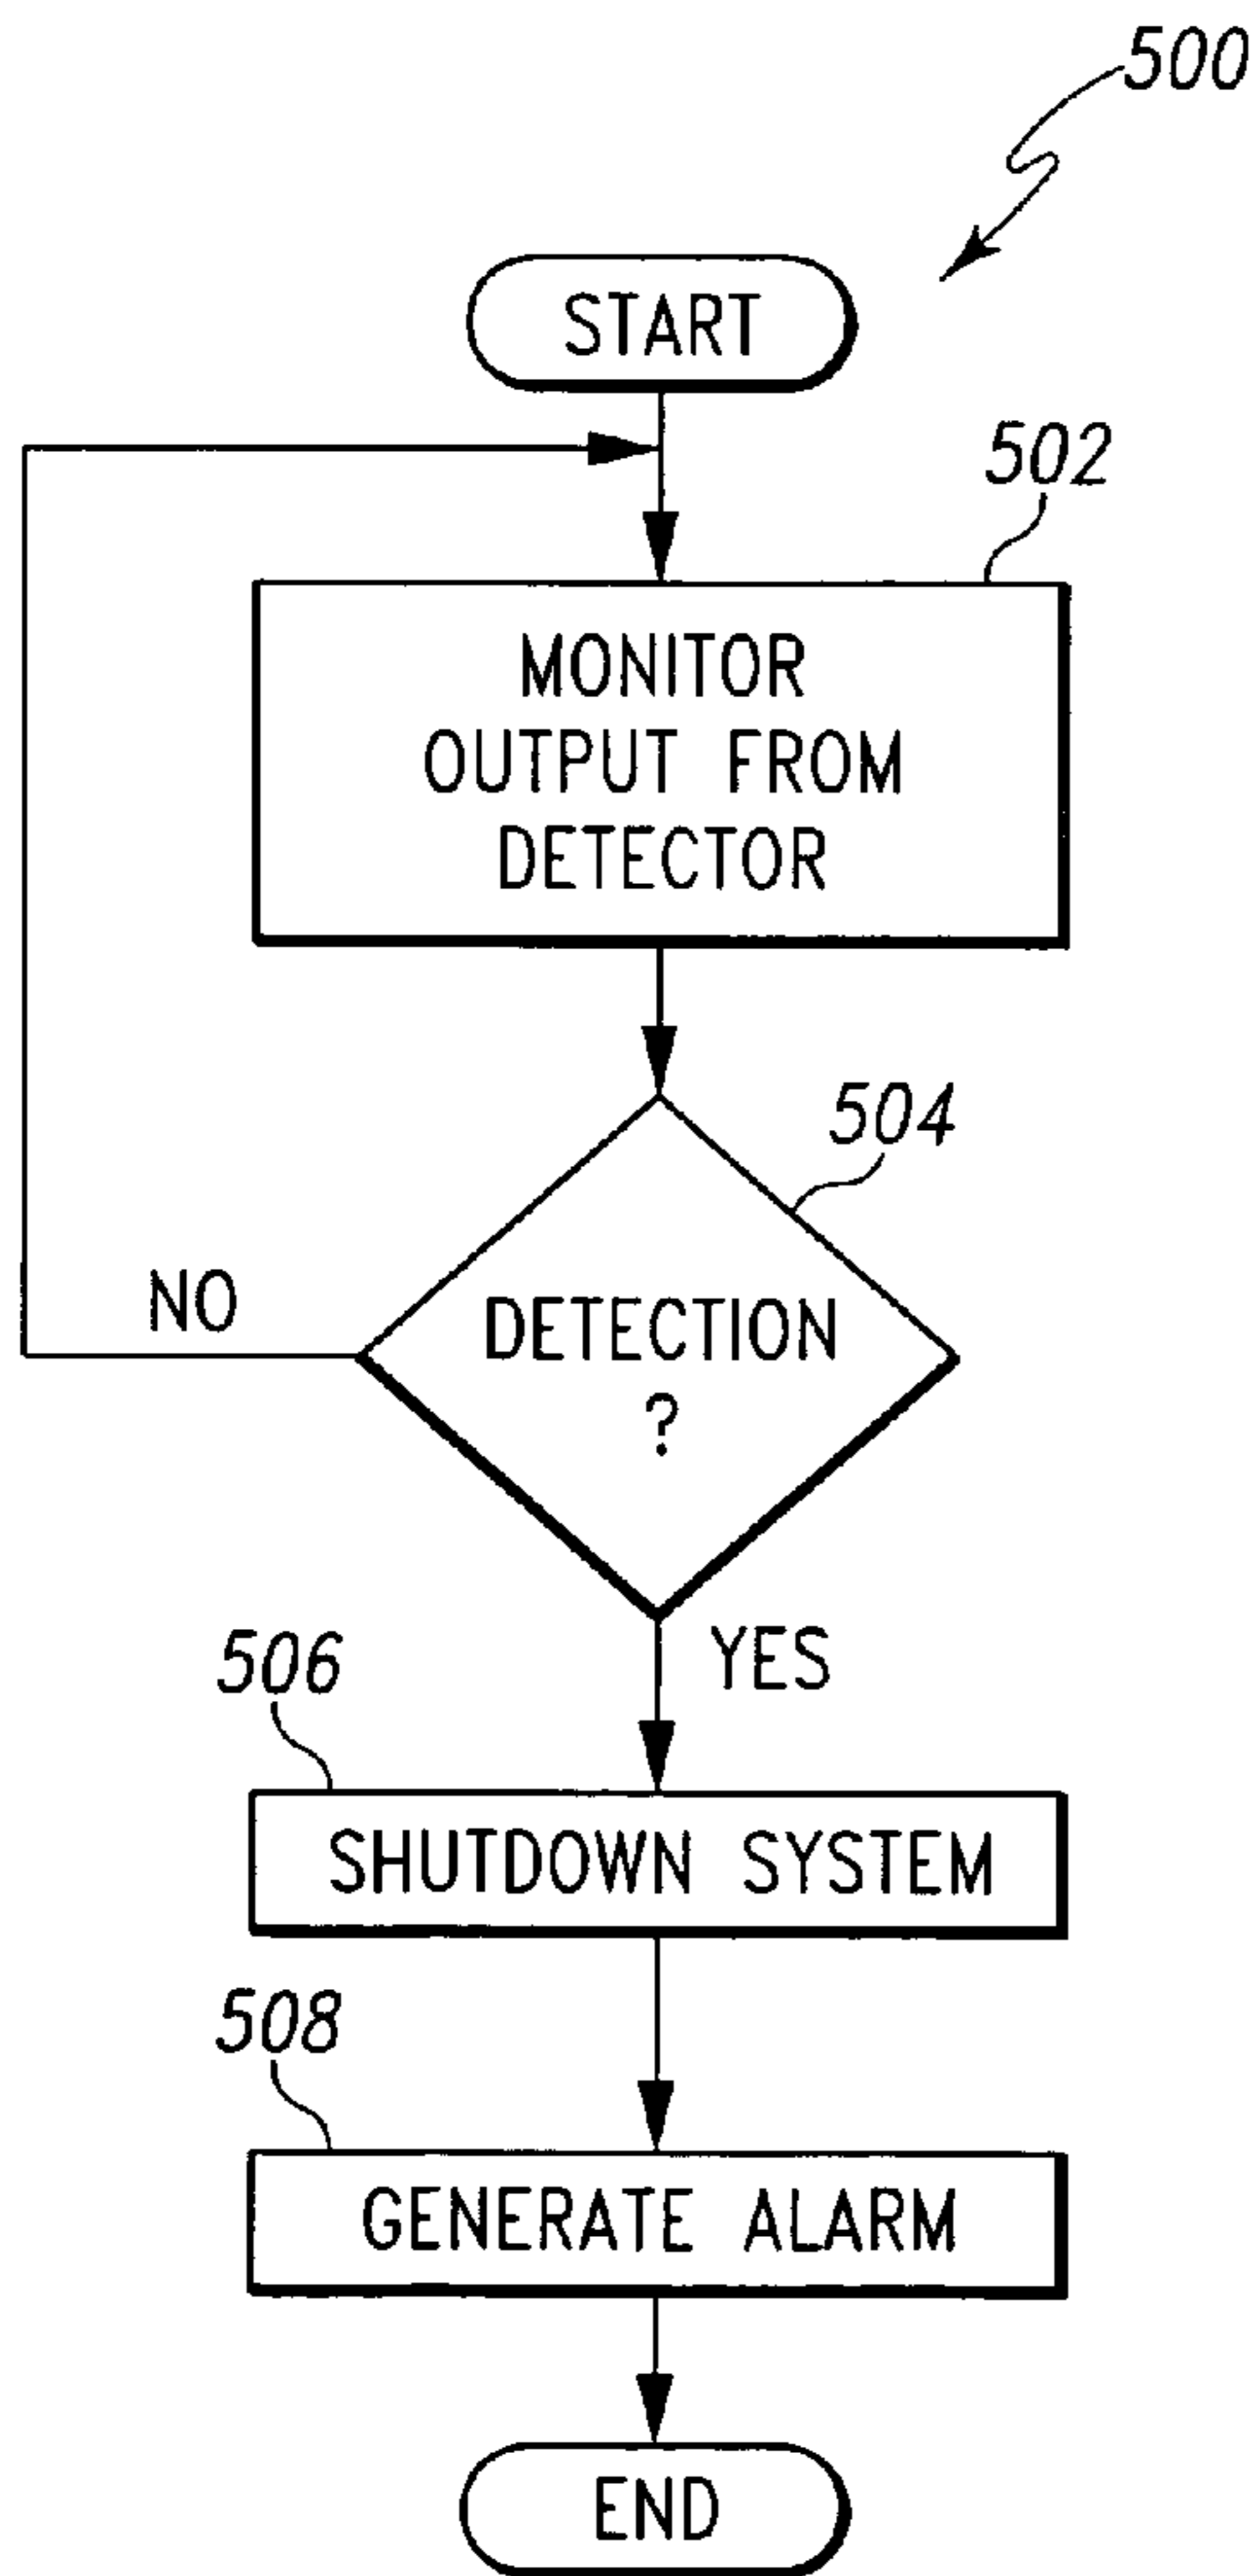 500
START
502
MONITOR
OUTPUT FROM
DETECTOR
504
NO
DETECTION
?
YES
506
SHUTDOWN SYSTEM
508
GENERATE ALARM
END